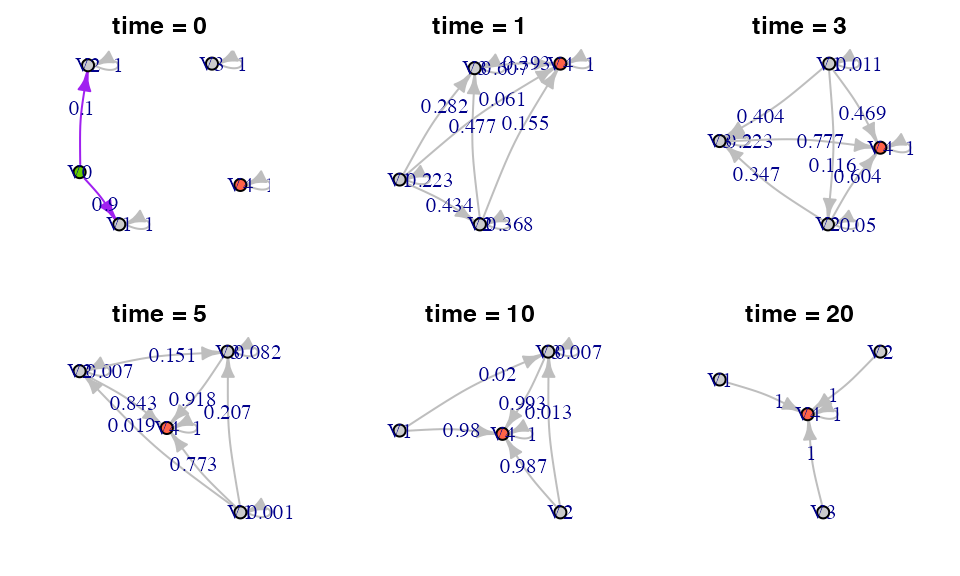 time = 0
V2 1
V3 1
0.1
V0
V4 1
0.9
V1 1
time = 1
V3 0.607
0.393
V4 1
0.282
0.061
0.477
0.155
V1 0.223
0.434
V2 0.368
time = 3
V1 0.011
0.404
0.469
V3 0.223
0.777
V4 1
0.116
0.347
0.604
V2 0.05
time = 5
0.151
V3 0.082
V2 0.007
0.843
0.918
0.207
0.019
V4 1
0.773
V1 0.001
time = 10
V3 0.007
0.02
0.993
0.013
V1
0.98
V4 1
0.987
V2
time = 20
V2
V1
1
1
V4 1
1
V3